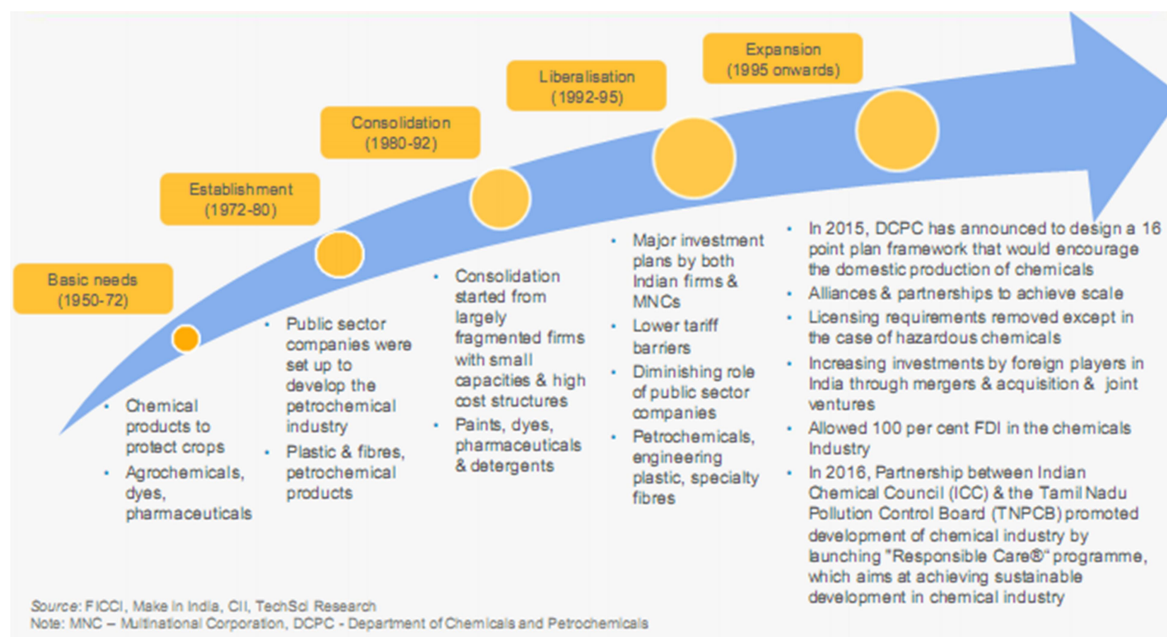 Basic needs
(1950-72)
Establishment
(1972-80)
Consolidation
(1980-92)
Liberalisation
(1992-95)
Expansion
(1995 onwards)
• Chemical
products to
protect crops
• Agrochemicals,
dyes,
pharmaceuticals
• Public sector
companies were
set up to
develop the
petrochemical
industry
• Plastic & fibres,
petrochemical
products
• Consolidation
started from
largely
fragmented firms
with small
capacities & high
cost structures
• Paints, dyes,
pharmaceuticals
& detergents
• Major investment
plans by both
Indian firms &
MNCs
• Lower tariff
barriers
• Diminishing role
of public sector
companies
• Petrochemicals,
engineering
plastic, specialty
fibres
• In 2015, DCPC has announced to design a 16
point plan framework that would encourage
the domestic production of chemicals
• Alliances & partnerships to achieve scale
• Licensing requirements removed except in
the case of hazardous chemicals
• Increasing investments by foreign players in
India through mergers & acquisition & joint
ventures
• Allowed 100 per cent FDI in the chemicals
Industry
• In 2016, Partnership between Indian
Chemical Council (ICC) & the Tamil Nadu
Pollution Control Board (TNPCB) promoted
development of chemical industry by
launching "Responsible Care®“ programme,
which aims at achieving sustainable
development in chemical industry
Source: FICCI, Make in India, CII, TechSci Research
Note: MNC – Multinational Corporation, DCPC - Department of Chemicals and Petrochemicals